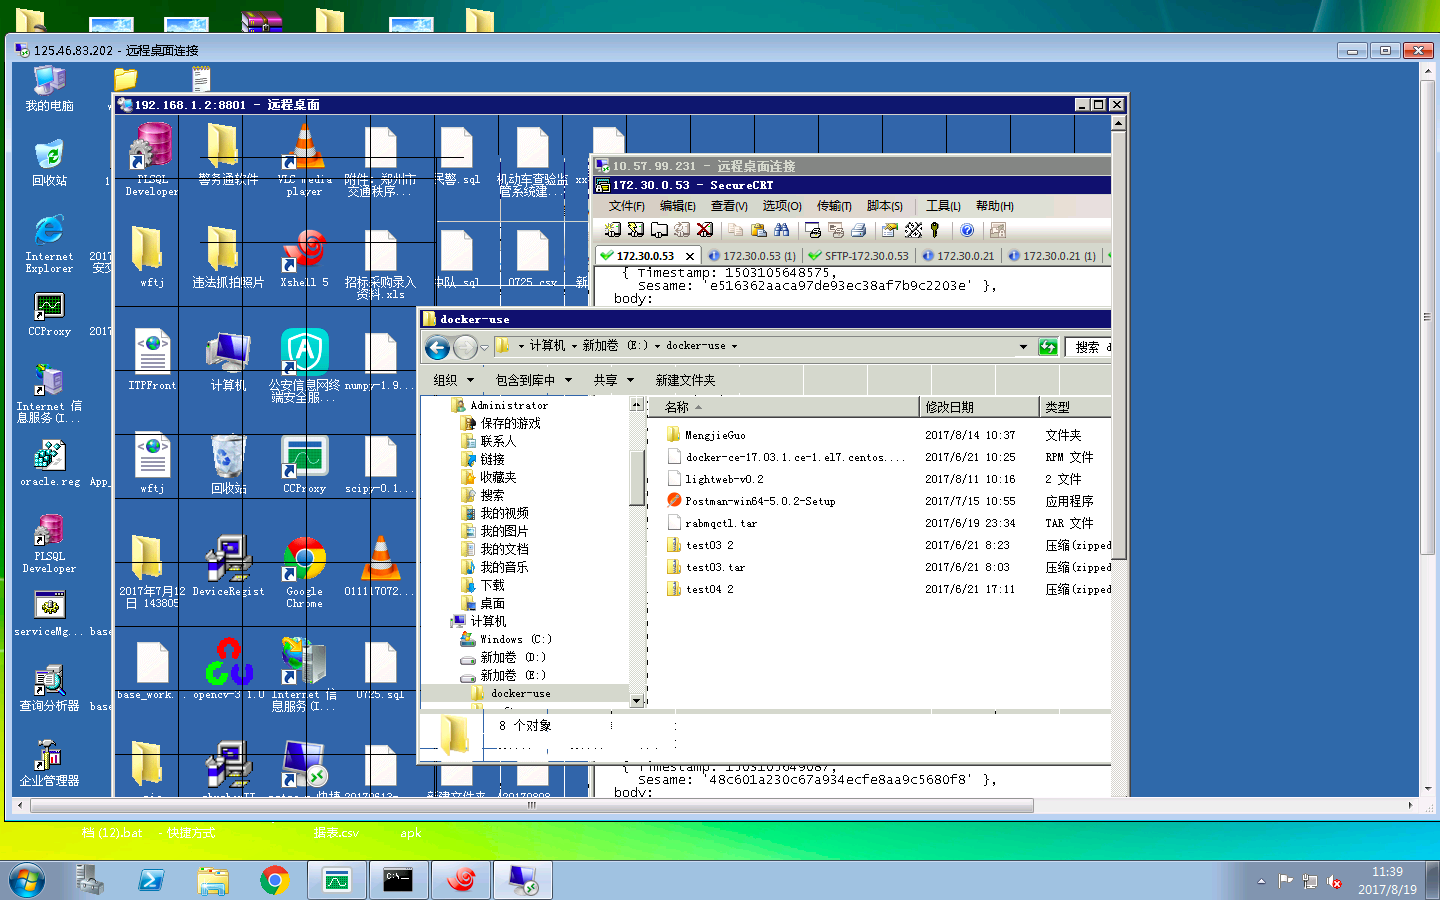 125.46.83.202 - 远程桌面连接
我的电脑
回收站
Internet
Explorer
CCProxy
Internet 信
息服务(I...
oracle.reg
App_
PLSQL
Developer
serviceMg...
base
查询分析器
base
企业管理器
192.168.1.2:8801 - 远程桌面
PLSQL
Developer
警务通软件
VLC media
player
附件：郑州市
交通秩序...
民警.sql
机动车查验监
管系统建...
xx
wftj
违法抓拍照片
Xshell 5
招标采购录入
资料.xls
中队.sql
0725.csv
新
ITPFront
计算机
公安信息网络
端安全服...
numpy-1.9...
wftj
回收站
CCProxy
scipy-0.1...
2017年7月12
日 143805
DeviceRegist
Google
Chrome
011117072...
base_work...
opencv-3.1.0
Internet 信
息服务(I...
0725.sql
10.57.99.231 - 远程桌面连接
172.30.0.53 - SecureCRT
文件(F) 编辑(E) 查看(V) 选项(O) 传输(T) 脚本(S) 工具(L) 帮助(H)
172.30.0.53 172.30.0.53 (1) SFTP-172.30.0.53 172.30.0.21 172.30.0.21 (1)
{ Timestamp: 1503105648575,
Sesame: 'e516362aaca97de93ec38af7b9c2203e' },
body:
docker-use
计算机 新加卷 (E:) docker-use
搜索 d
组织 包含到库中 共享 新建文件夹
Administrator
保存的游戏
联系人
链接
收藏夹
搜索
我的视频
我的图片
我的文档
我的音乐
下载
桌面
计算机
Windows (C:)
新加卷 (D:)
新加卷 (E:)
docker-use
名称 修改日期 类型
MengjieGuo 2017/8/14 10:37 文件夹
docker-ce-17.03.1.ce-1.el7.centos.... 2017/6/21 10:25 RPM 文件
lightweb-v0.2 2017/8/11 10:16 2 文件
Postman-win64-5.0.2-Setup 2017/7/15 10:55 应用程序
rabmqctl.tar 2017/6/19 23:34 TAR 文件
test03 2 2017/6/21 8:23 压缩(zipped
test03.tar 2017/6/21 8:03 压缩(zipped
test04 2 2017/6/21 17:11 压缩(zipped
8 个对象
{ Timestamp: 1503105649087,
Sesame: '48c601a230c67a934ecfe8aa9c5680f8' },
body:
档 (12).bat
- 快捷方式
据表.csv
apk
11:39
2017/8/19